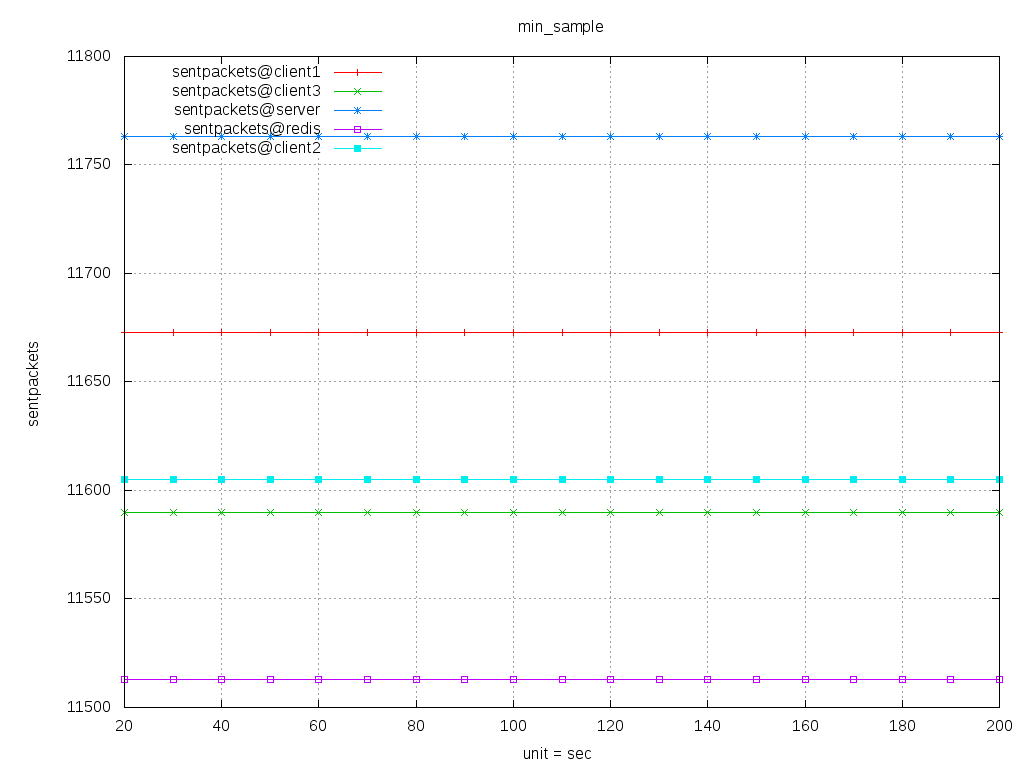 min_sample
11800
11750
11700
11650
11600
11550
11500
sentpackets
sentpackets@client1
sentpackets@client3
sentpackets@server
sentpackets@redis
sentpackets@client2
20 40 60 80 100 120 140 160 180 200
unit = sec